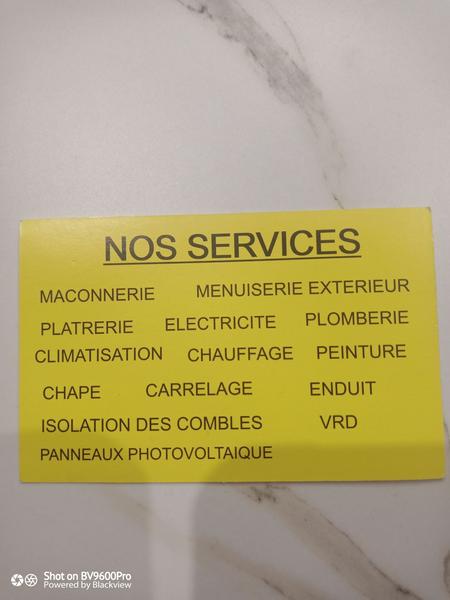 NOS SERVICES
MACONNERIE MENUISERIE EXTERIEUR
PLATRERIE ELECTRICITE PLOMBERIE
CLIMATISATION CHAUFFAGE PEINTURE
CHAPE CARRELAGE ENDUIT
ISOLATION DES COMBLES VRD
PANNEAUX PHOTOVOLTAIQUE
Shot on BV9600Pro
Powered by Blackview